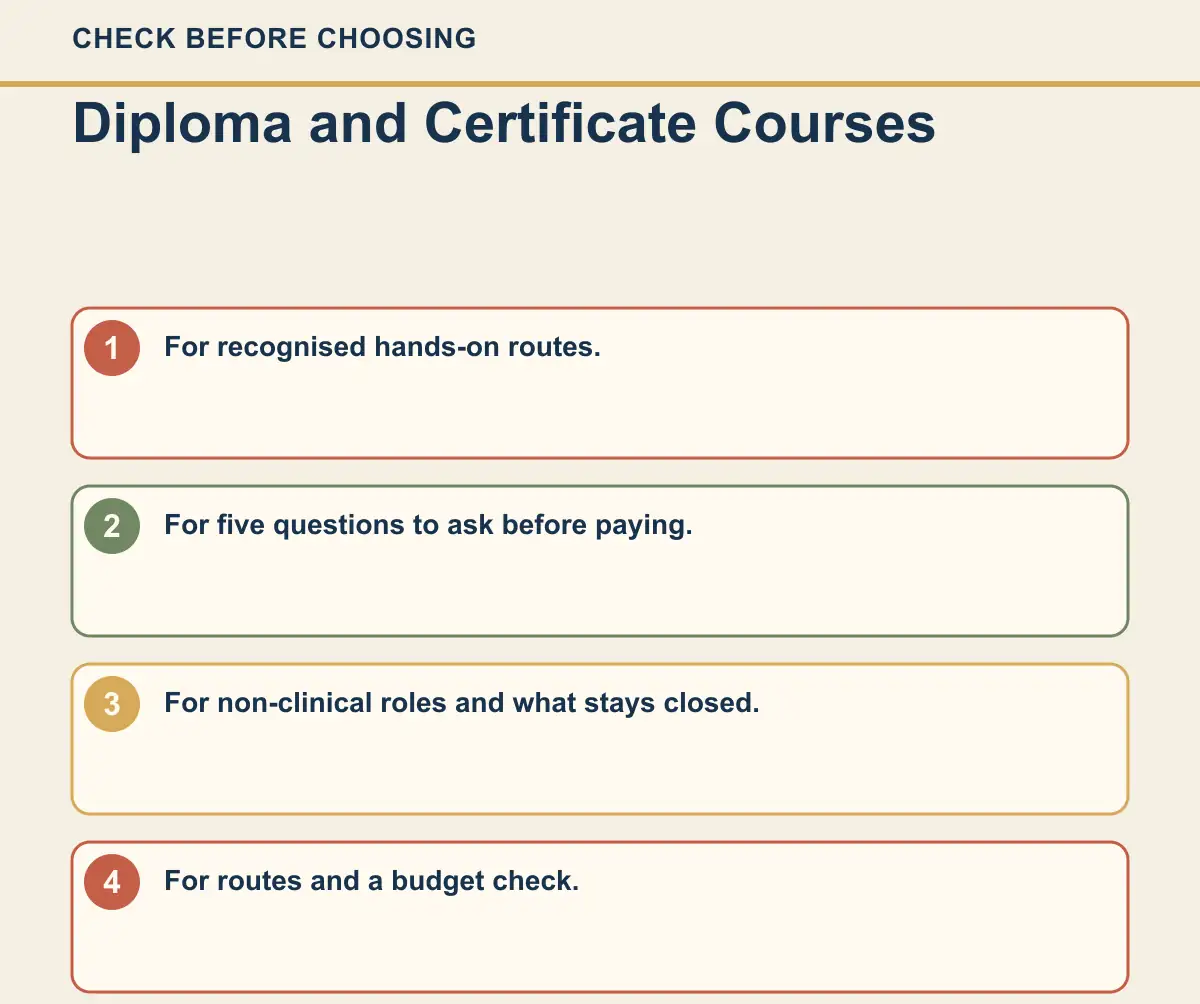 CHECK BEFORE CHOOSING
Diploma and Certificate Courses
1 For recognised hands-on routes.
2 For five questions to ask before paying.
3 For non-clinical roles and what stays closed.
4 For routes and a budget check.